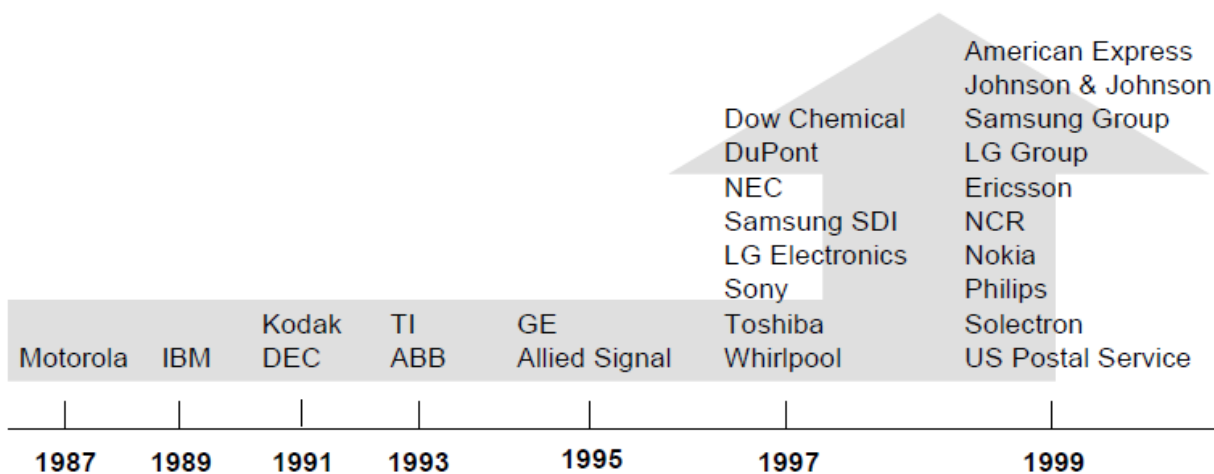 American Express
Johnson & Johnson
Dow Chemical Samsung Group
DuPont LG Group
NEC Ericsson
Samsung SDI NCR
LG Electronics Nokia
Sony Philips
Kodak TI GE Toshiba Solectron
Motorola IBM DEC ABB Allied Signal Whirlpool US Postal Service
1987 1989 1991 1993 1995 1997 1999